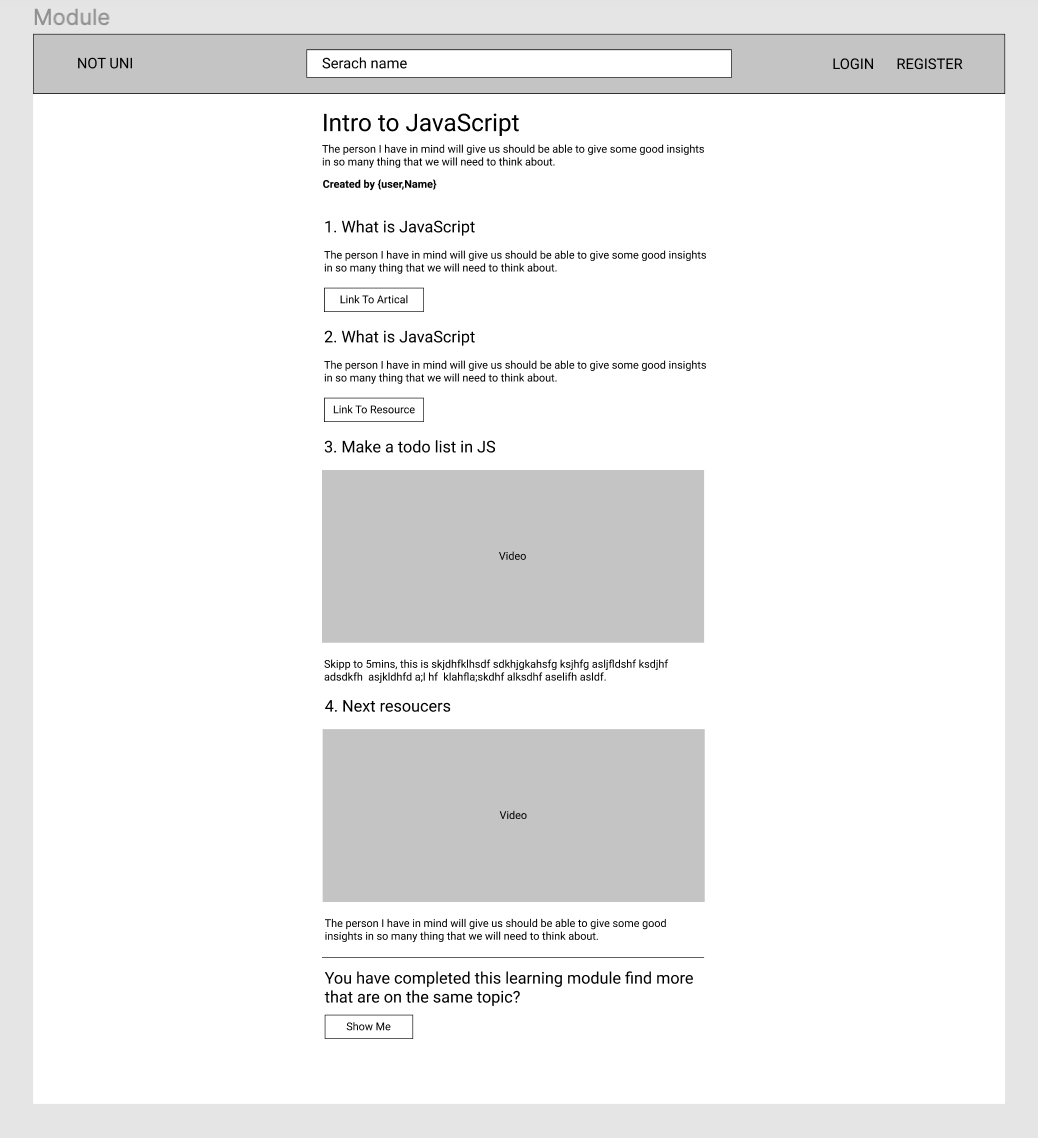 Module
NOT UNI
Serach name
LOGIN
REGISTER
Intro to JavaScript
The person I have in mind will give us should be able to give some good insights
in so many thing that we will need to think about.
Created by {user,Name}
1. What is JavaScript
The person I have in mind will give us should be able to give some good insights
in so many thing that we will need to think about.
Link To Artical
2. What is JavaScript
The person I have in mind will give us should be able to give some good insights
in so many thing that we will need to think about.
Link To Resource
3. Make a todo list in JS
Video
Skipp to 5mins, this is skjdhfklhsdf sdkhjgkahsfg ksjhfg asljfldshf ksdjhf
adsdkfh  asjkldhfd a;l hf  klahfla;skdhf alksdhf aselifh asldf.
4. Next resoucers
Video
The person I have in mind will give us should be able to give some good
insights in so many thing that we will need to think about.
You have completed this learning module find more
that are on the same topic?
Show Me